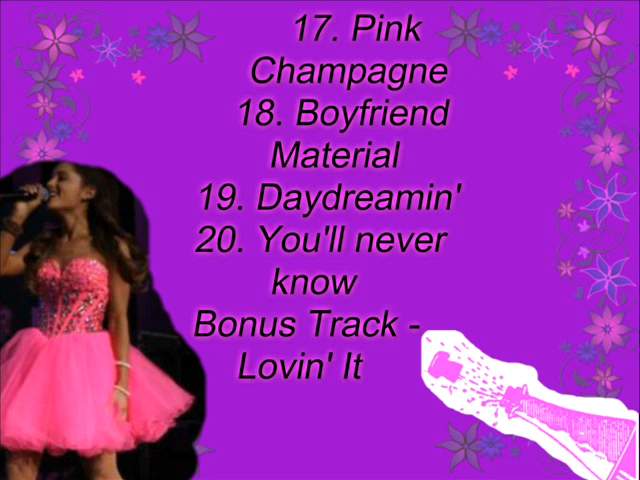 17. Pink
Champagne
18. Boyfriend
Material
19. Daydreamin'
20. You'll never
know
Bonus Track -
Lovin' It